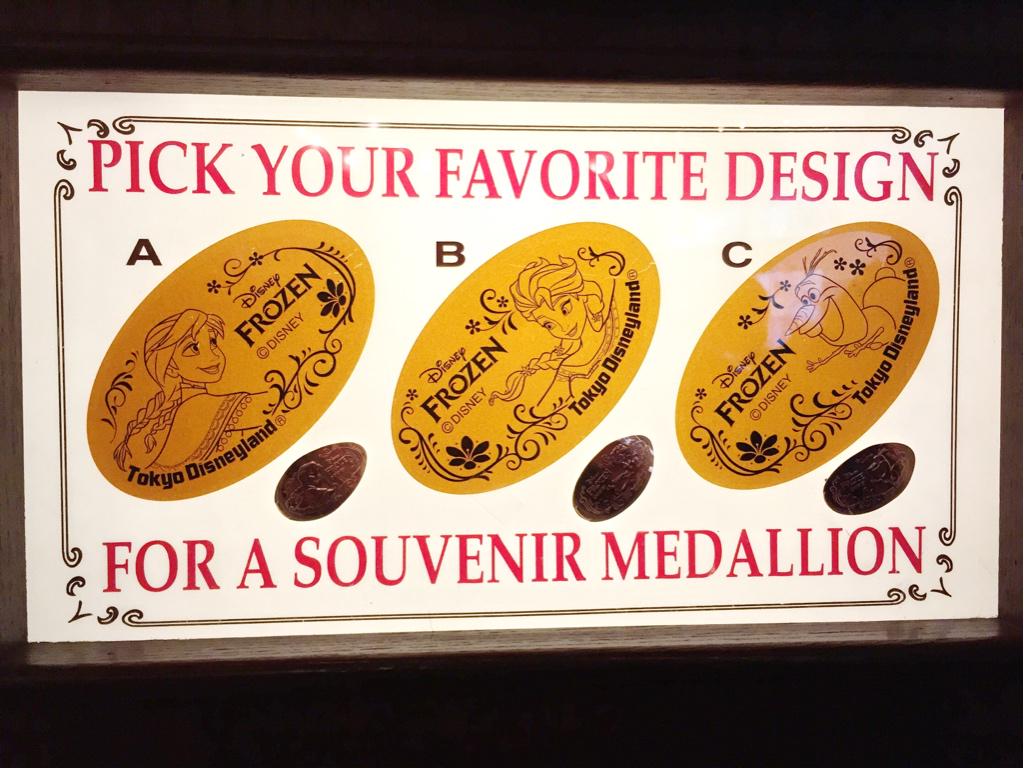 PICK YOUR FAVORITE DESIGN
A
Disney
FROZEN
©DISNEY
Tokyo Disneyland®
B
Disney
FROZEN
©DISNEY
Tokyo Disneyland®
C
Disney
FROZEN
©DISNEY
Tokyo Disneyland®
FOR A SOUVENIR MEDALLION